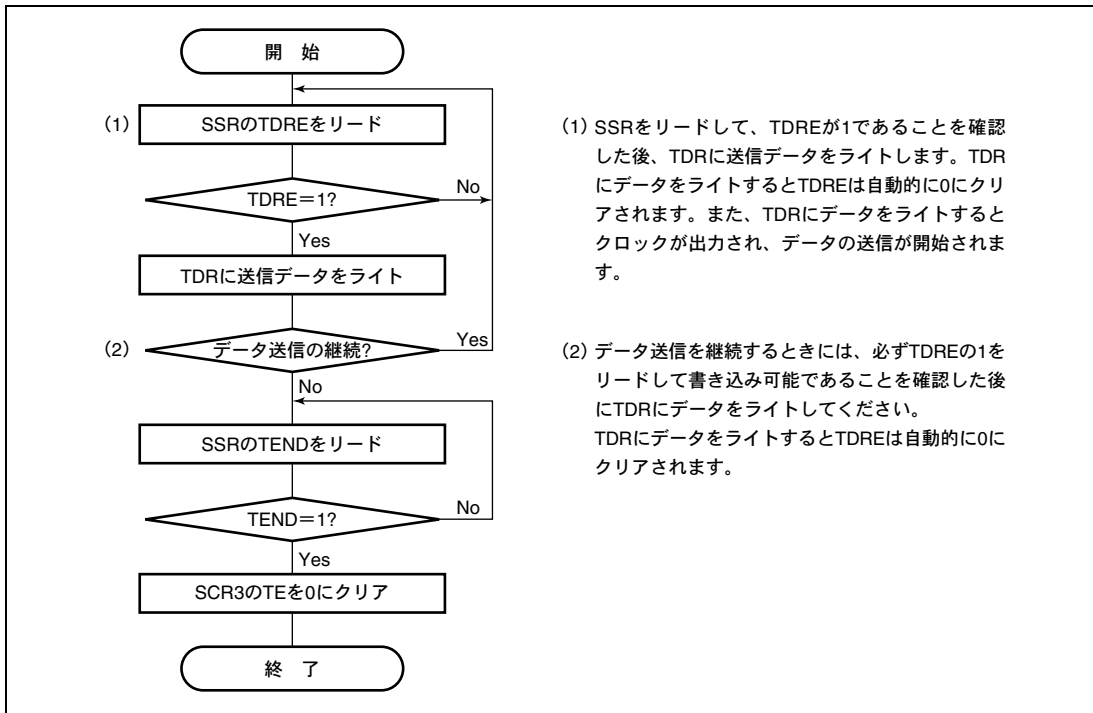 開 始
(1) SSRのTDREをリード
TDRE=1?
No
Yes
TDRに送信データをライト
(2) データ送信の継続?
Yes
No
SSRのTENDをリード
TEND=1?
No
Yes
SCR3のTEを0にクリア
終 了
(1) SSRをリードして、TDREが1であることを確認
した後、TDRに送信データをライトします。TDR
にデータをライトするとTDREは自動的に0にクリ
アされます。また、TDRにデータをライトすると
クロックが出力され、データの送信が開始されま
す。
(2) データ送信を継続するときには、必ずTDREの1を
リードして書き込み可能であることを確認した後
にTDRにデータをライトしてください。
TDRにデータをライトするとTDREは自動的に0に
クリアされます。